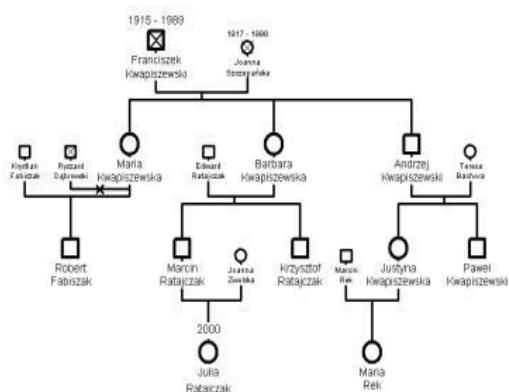 1915 - 1989
1917 - 1998
Franciszek
Kwapiszewski
Joanna
Szczepańska
Krystian
Fabiszak
Ryszard
Dąbrowski
Maria
Kwapiszewska
Edward
Ratajczak
Barbara
Kwapiszewska
Andrzej
Kwapiszewski
Teresa
Robert
Fabiszak
Marcin
Ratajczak
Joanna
Krzysztof
Ratajczak
Marcin
Rek
Justyna
Kwapiszewska
Paweł
Kwapiszewski
2000
Julia
Ratajczak
Maria
Rek